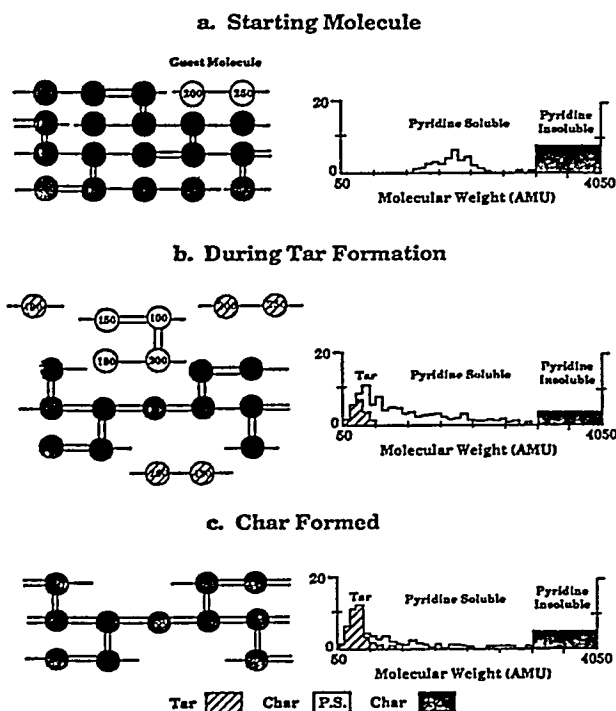 a. Starting Molecule
Guest Molecule
200 250
20
Pyridine Soluble
Pyridine
Insoluble
0
50 4050
Molecular Weight (AMU)
b. During Tar Formation
200 250
150 100
200
20
Tar Pyridine Soluble
Pyridine
Insoluble
0
50 4050
Molecular Weight (AMU)
c. Char Formed
20
Tar Pyridine Soluble
Pyridine
Insoluble
0
50 4050
Molecular Weight (AMU)
Tar Char P.S. Char